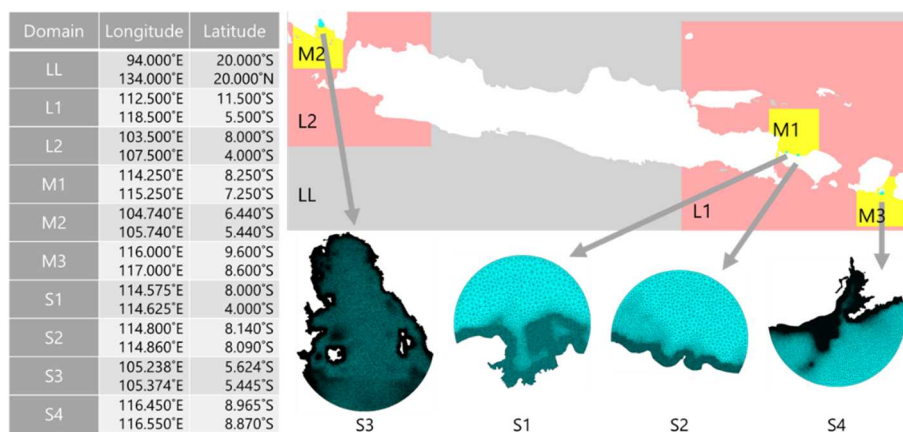 Domain Longitude Latitude
LL 94.000°E 20.000°S
134.000°E 20.000°N
L1 112.500°E 11.500°S
118.500°E 5.500°S
L2 103.500°E 8.000°S
107.500°E 4.000°S
M1 114.250°E 8.250°S
115.250°E 7.250°S
M2 104.740°E 6.440°S
105.740°E 5.440°S
M3 116.000°E 9.600°S
117.000°E 8.600°S
S1 114.575°E 8.000°S
114.625°E 4.000°S
S2 114.800°E 8.140°S
114.860°E 8.090°S
S3 105.238°E 5.624°S
105.374°E 5.445°S
S4 116.450°E 8.965°S
116.550°E 8.870°S
M2
L2
M1
LL
L1
M3
S3
S1
S2
S4